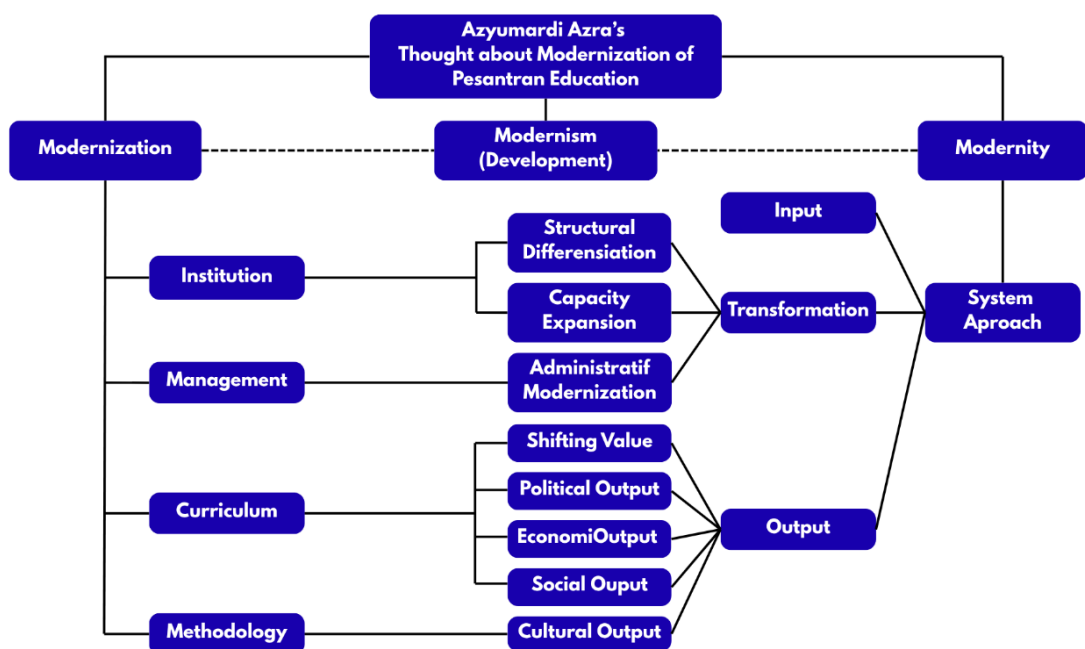 Azyumardi Azra's
Thought about Modernization of
Pesantran Education
Modernization
Modernism
(Development)
Modernity
Structural
Differensiation
Input
Institution
Capacity
Expansion
Transformation
System
Aproach
Management
Administratif
Modernization
Shifting Value
Political Output
Curriculum
EconomiOutput
Output
Social Ouput
Methodology
Cultural Output